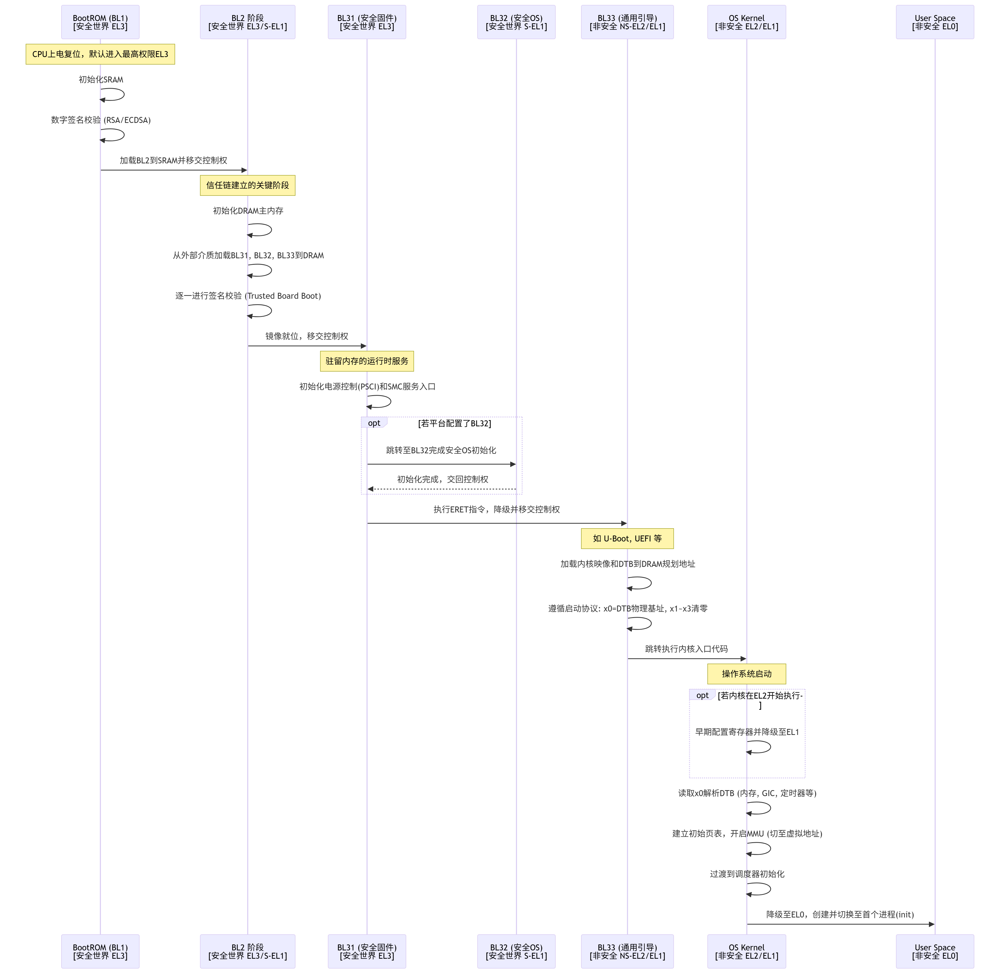 BootROM (BL1)
[安全世界 EL3]
BL2 阶段
[安全世界 EL3/S-EL1]
BL31 (安全固件)
[安全世界 EL3]
BL32 (安全OS)
[安全世界 S-EL1]
BL33 (通用引导)
[非安全 NS-EL2/EL1]
OS Kernel
[非安全 EL2/EL1]
User Space
[非安全 EL0]
CPU上电复位，默认进入最高权限EL3
初始化SRAM
数字签名校验 (RSA/ECDSA)
加载BL2到SRAM并移交控制权
信任链建立的关键阶段
初始化DRAM主内存
从外部介质加载BL31, BL32, BL33到DRAM
逐一进行签名校验 (Trusted Board Boot)
镜像就位，移交控制权
驻留内存的运行时服务
初始化电源控制(PSCI)和SMC服务入口
opt
[若平台配置了BL32]
跳转至BL32完成安全OS初始化
初始化完成，交回控制权
执行ERET指令，降级并移交控制权
如 U-Boot, UEFI 等
加载内核映像和DTB到DRAM规划地址
遵循启动协议: x0=DTB物理基址, x1~x3清零
跳转执行内核入口代码
操作系统启动
opt
[若内核在EL2开始执行-
]
早期配置寄存器并降级至EL1
读取x0解析DTB (内存, GIC, 定时器等)
建立初始页表，开启MMU (切至虚拟地址)
过渡到调度器初始化
降级至EL0，创建并切换至首个进程(init)
BootROM (BL1)
[安全世界 EL3]
BL2 阶段
[安全世界 EL3/S-EL1]
BL31 (安全固件)
[安全世界 EL3]
BL32 (安全OS)
[安全世界 S-EL1]
BL33 (通用引导)
[非安全 NS-EL2/EL1]
OS Kernel
[非安全 EL2/EL1]
User Space
[非安全 EL0]